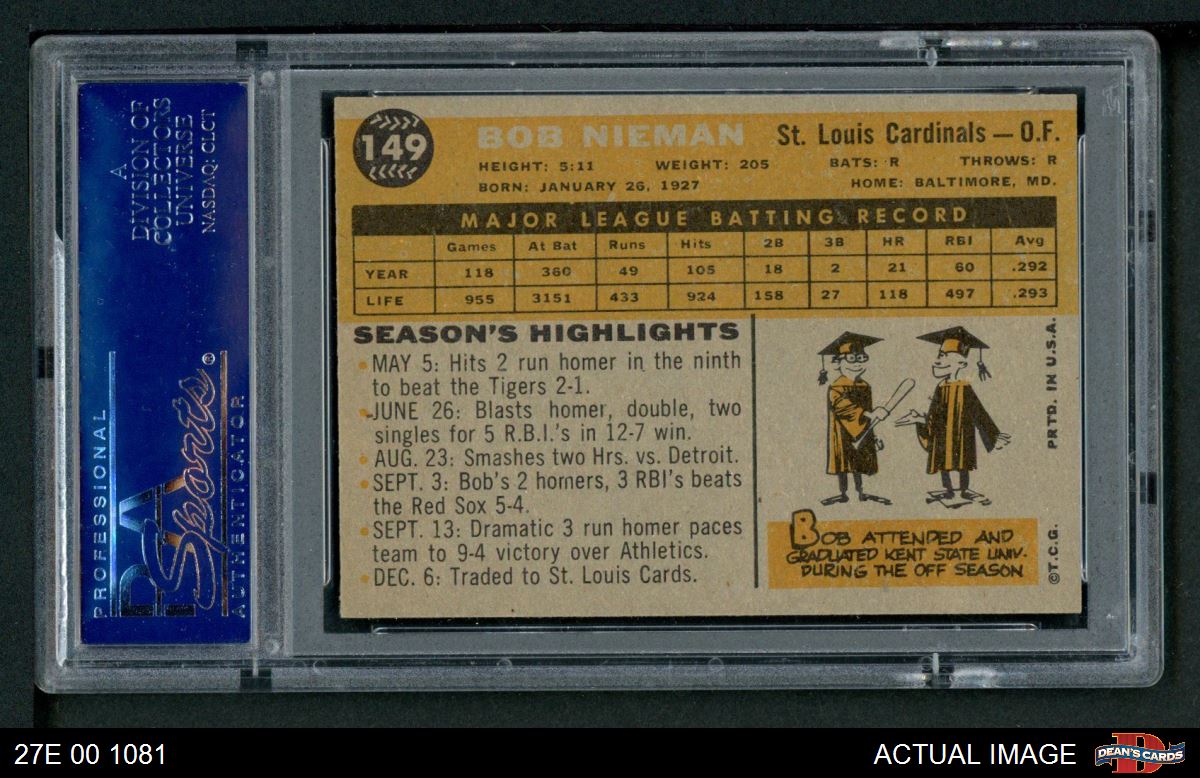 A
DIVISION OF
COLLECTORS
UNIVERSE
NASDAQ: CLCT
PROFESSIONAL
PSA
Sports®
AUTHENTICATOR
149
BOB NIEMAN St. Louis Cardinals — O.F.
HEIGHT: 5:11 WEIGHT: 205 BATS: R THROWS: R
BORN: JANUARY 26, 1927 HOME: BALTIMORE, MD.
MAJOR LEAGUE BATTING RECORD
Games At Bat Runs Hits 2B 3B HR RBI Avg
YEAR 118 360 49 105 18 2 21 60 .292
LIFE 955 3151 433 924 158 27 118 497 .293
SEASON'S HIGHLIGHTS
• MAY 5: Hits 2 run homer in the ninth
to beat the Tigers 2-1.
• JUNE 26: Blasts homer, double, two
singles for 5 R.B.I.'s in 12-7 win.
• AUG. 23: Smashes two Hrs. vs. Detroit.
• SEPT. 3: Bob's 2 homers, 3 RBI's beats
the Red Sox 5-4.
• SEPT. 13: Dramatic 3 run homer paces
team to 9-4 victory over Athletics.
• DEC. 6: Traded to St. Louis Cards.
BOB ATTENDED AND
GRADUATED KENT STATE UNIV.
DURING THE OFF SEASON
©T.C.G. PRTD. IN U.S.A.
27E 00 1081
ACTUAL IMAGE
DEAN'S CARDS